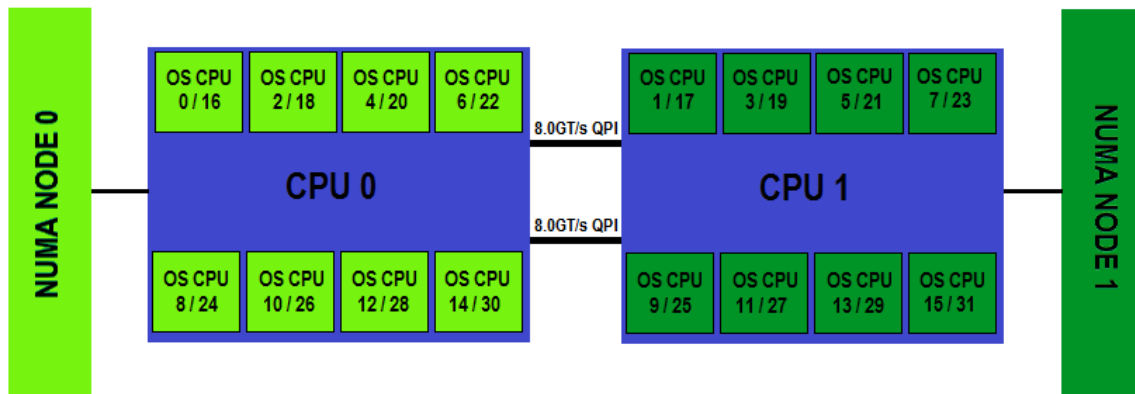 NUMA NODE 0
OS CPU
0 / 16
OS CPU
2 / 18
OS CPU
4 / 20
OS CPU
6 / 22
CPU 0
OS CPU
8 / 24
OS CPU
10 / 26
OS CPU
12 / 28
OS CPU
14 / 30
8.0GT/s QPI
8.0GT/s QPI
OS CPU
1 / 17
OS CPU
3 / 19
OS CPU
5 / 21
OS CPU
7 / 23
CPU 1
OS CPU
9 / 25
OS CPU
11 / 27
OS CPU
13 / 29
OS CPU
15 / 31
NUMA NODE 1